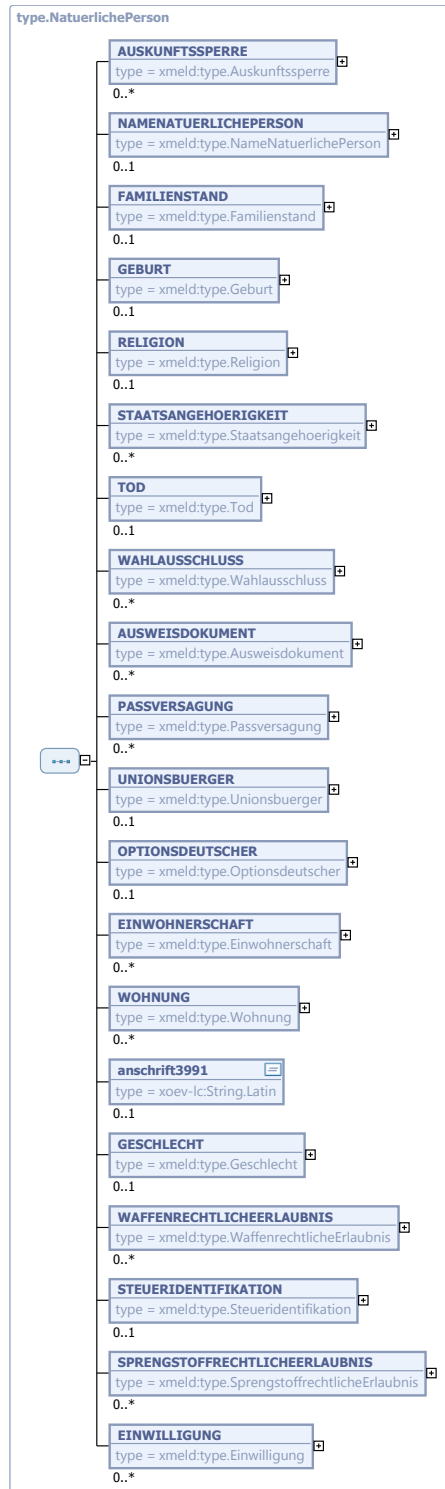 type.NatuerlichePerson
AUSKUNFTSSPERRE
type = xmeld:type.Auskunftssperre
0..*
NAMENATUERLICHEPERSON
type = xmeld:type.NameNatuerlichePerson
0..1
FAMILIENSTAND
type = xmeld:type.Familienstand
0..1
GEBURT
type = xmeld:type.Geburt
0..1
RELIGION
type = xmeld:type.Religion
0..1
STAATSANGEHOERIGKEIT
type = xmeld:type.Staatsangehoerigkeit
0..*
TOD
type = xmeld:type.Tod
0..1
WAHLAUSSCHLUSS
type = xmeld:type.Wahlausschluss
0..*
AUSWEISDOKUMENT
type = xmeld:type.Ausweisdokument
0..*
PASSVERSAGUNG
type = xmeld:type.Passversagung
0..*
UNIONSBUERGER
type = xmeld:type.Unionsbuerger
0..1
OPTIONSDEUTSCHER
type = xmeld:type.Optionsdeutscher
0..1
EINWOHNERSCHAFT
type = xmeld:type.Einwohnerschaft
0..*
WOHNUNG
type = xmeld:type.Wohnung
0..*
anschrift3991
type = xoev-lc:String.Latin
0..1
GESCHLECHT
type = xmeld:type.Geschlecht
0..1
WAFFENRECHTLICHEERLAUBNIS
type = xmeld:type.WaffenrechtlicheErlaubnis
0..*
STEUERIDENTIFIKATION
type = xmeld:type.Steueridentifikation
0..1
SPRENGSTOFFRECHTLICHEERLAUBNIS
type = xmeld:type.SprengstoffrechtlicheErlaubnis
0..*
EINWILLIGUNG
type = xmeld:type.Einwilligung
0..*